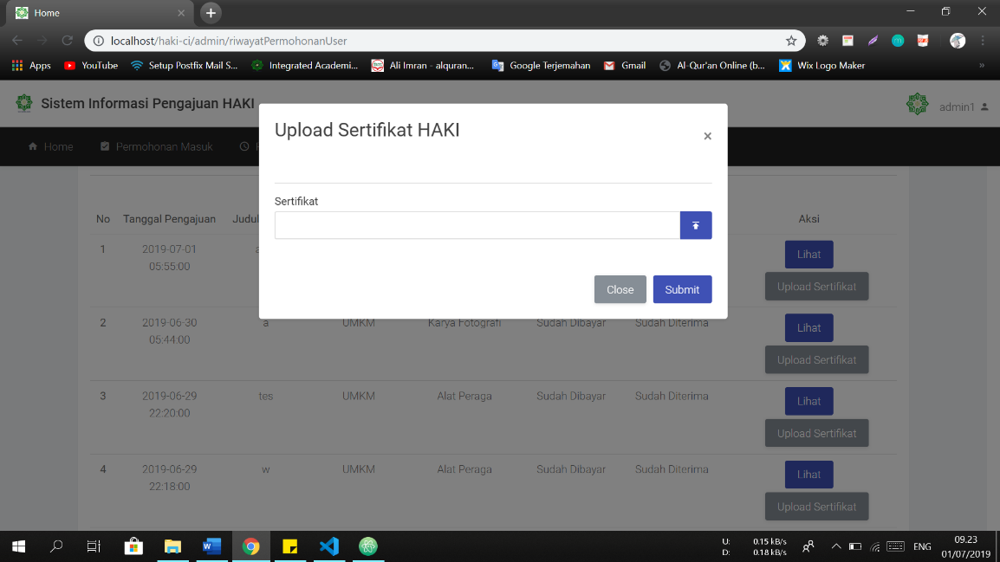 Home
localhost/haki-ci/admin/riwayatPermohonanUser
Apps YouTube Setup Postfix Mail S... Integrated Academi... Ali Imran - alquran... Google Terjemahan Gmail Al-Qur'an Online (b... Wix Logo Maker »
Sistem Informasi Pengajuan HAKI admin1
Home Permohonan Masuk
Upload Sertifikat HAKI ×
Sertifikat
Close Submit
No Tanggal Pengajuan Judul Aksi
1 2019-07-01 05:55:00 Lihat
Upload Sertifikat
2 2019-06-30 05:44:00 a UMKM Karya Fotografi Sudah Dibayar Sudah Diterima Lihat
Upload Sertifikat
3 2019-06-29 22:20:00 tes UMKM Alat Peraga Sudah Dibayar Sudah Diterima Lihat
Upload Sertifikat
4 2019-06-29 22:18:00 w UMKM Alat Peraga Sudah Dibayar Sudah Diterima Lihat
Upload Sertifikat
U: 0.15 kB/s
D: 0.18 kB/s
ENG
09.23
01/07/2019